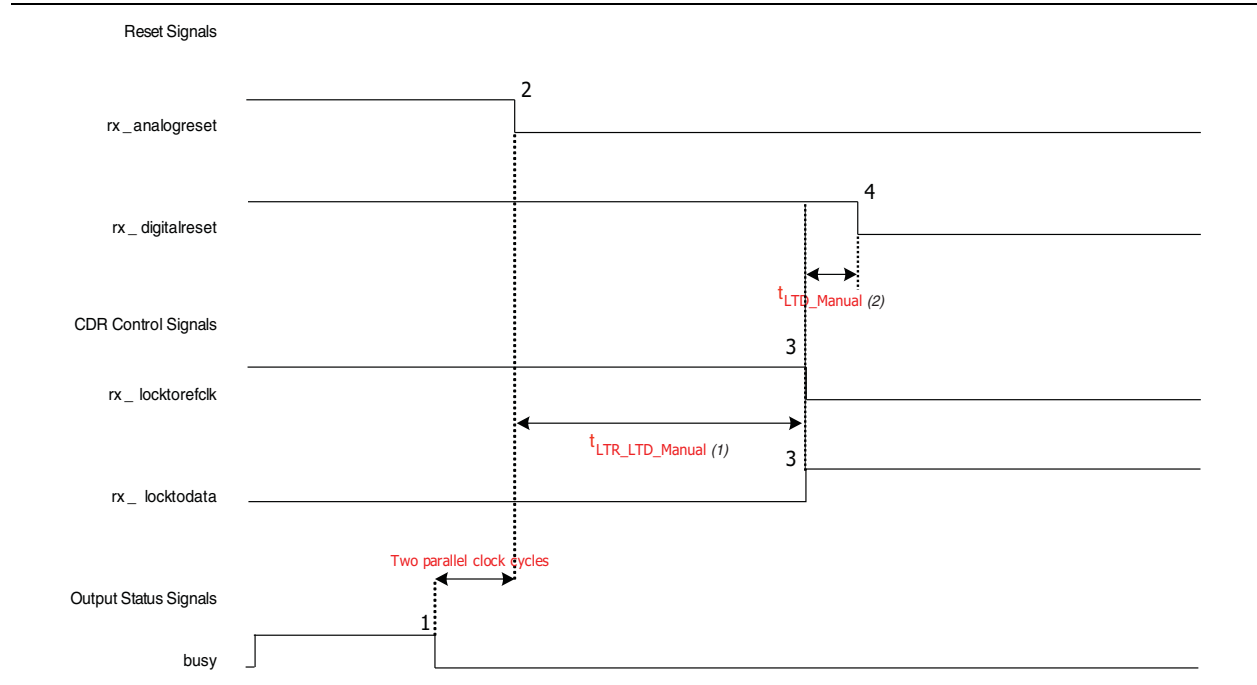 Reset Signals
2
rx _ analogreset
4
rx _ digitalreset
tLTD_Manual (2)
CDR Control Signals
3
rx _ locktorefclk
tLTR_LTD_Manual (1)
3
rx _ locktodata
Two parallel clock cycles
Output Status Signals
1
busy